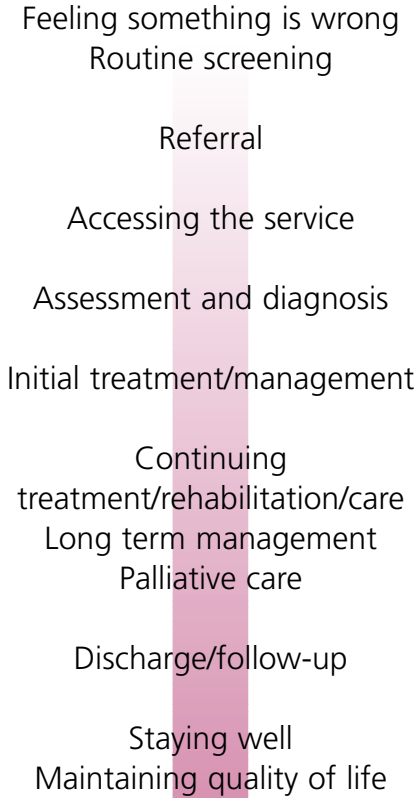 Feeling something is wrong
Routine screening
Referral
Accessing the service
Assessment and diagnosis
Initial treatment/management
Continuing
treatment/rehabilitation/care
Long term management
Palliative care
Discharge/follow-up
Staying well
Maintaining quality of life